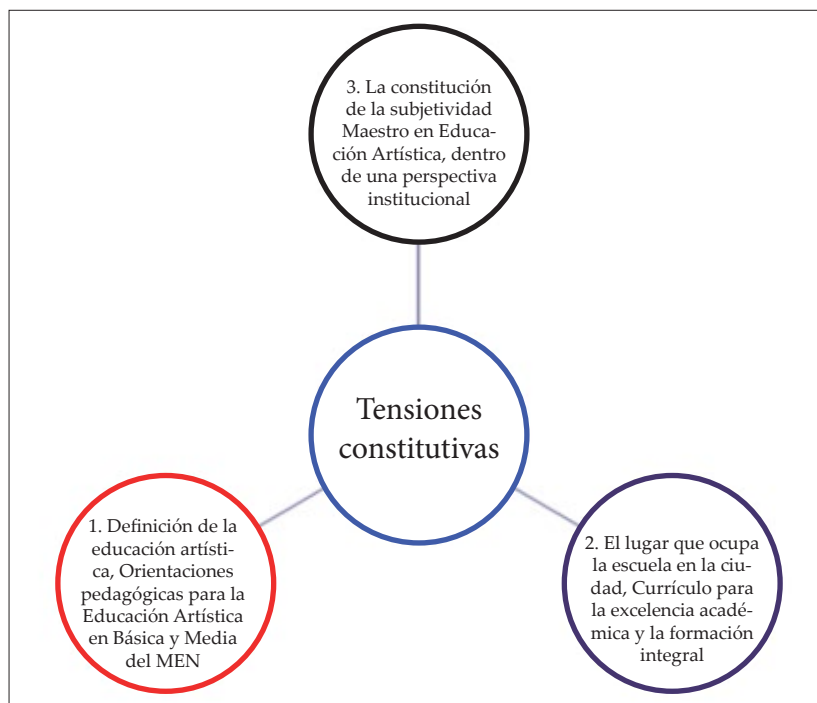 3. La constitución
de la subjetividad
Maestro en Educa-
ción Artística, dentro
de una perspectiva
institucional
Tensiones
constitutivas
1. Definición de la
educación artísti-
ca, Orientaciones
pedagógicas para la
Educación Artística
en Básica y Media
del MEN
2. El lugar que ocupa
la escuela en la ciu-
dad, Currículo para
la excelencia acadé-
mica y la formación
integral